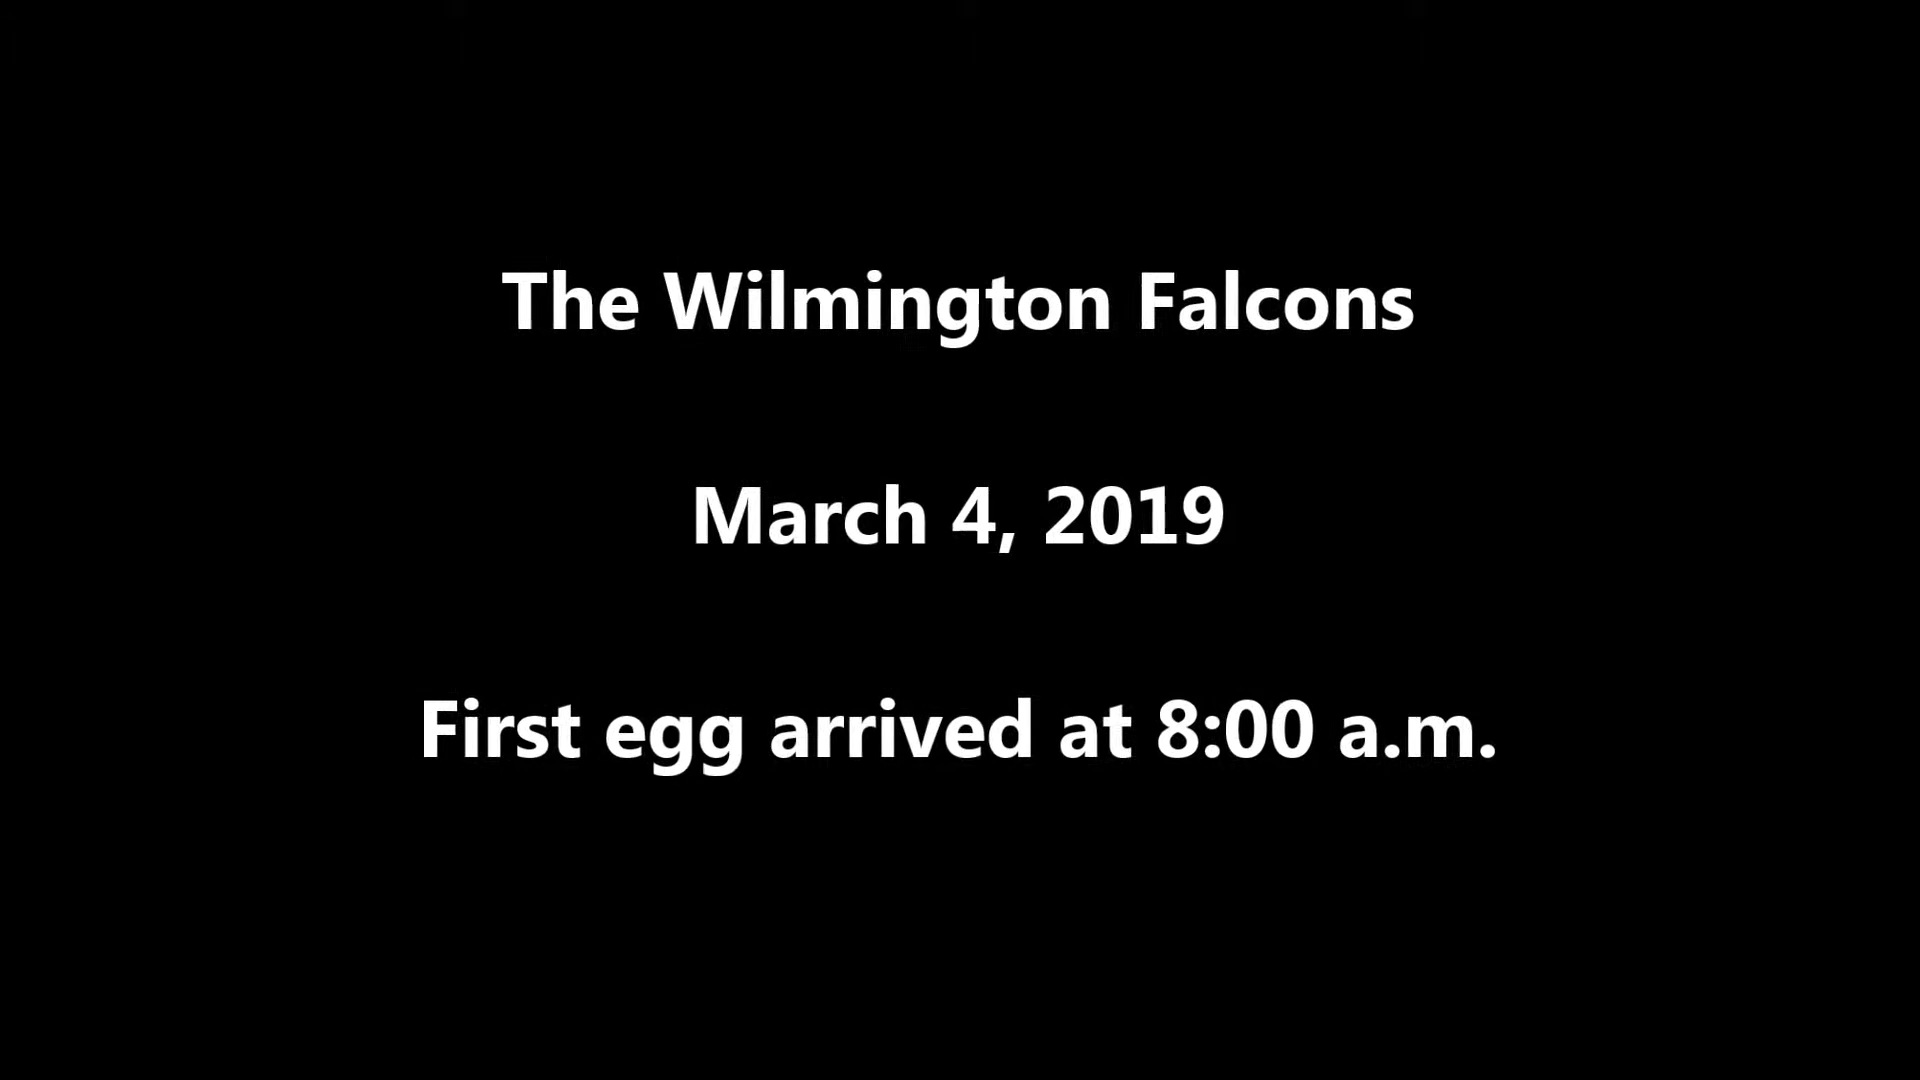 The Wilmington Falcons
March 4, 2019
First egg arrived at 8:00 a.m.